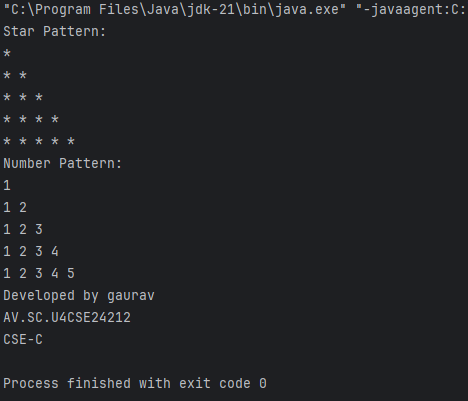 "C:\Program Files\Java\jdk-21\bin\java.exe" "-javaagent:C:
Star Pattern:
*
* *
* * *
* * * *
* * * * *
Number Pattern:
1
1 2
1 2 3
1 2 3 4
1 2 3 4 5
Developed by gaurav
AV.SC.U4CSE24212
CSE-C
Process finished with exit code 0